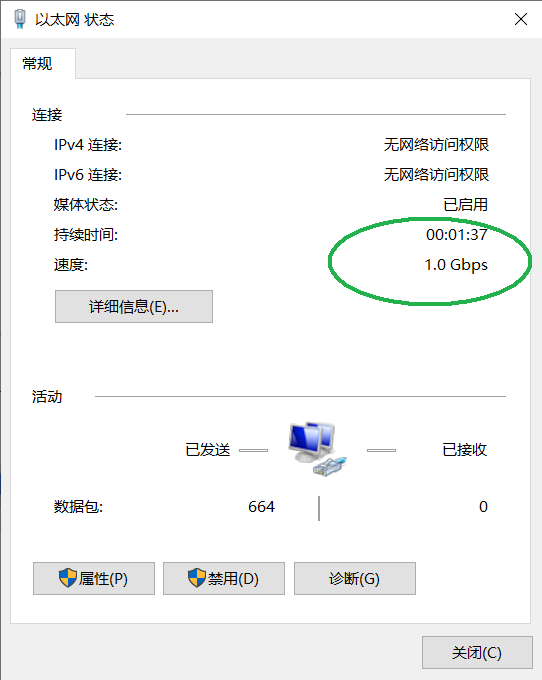 以太网 状态
常规
连接
IPv4 连接: 无网络访问权限
IPv6 连接: 无网络访问权限
媒体状态: 已启用
持续时间: 00:01:37
速度: 1.0 Gbps
详细信息(E)...
活动
已发送 已接收
数据包: 664 0
属性(P) 禁用(D) 诊断(G)
关闭(C)